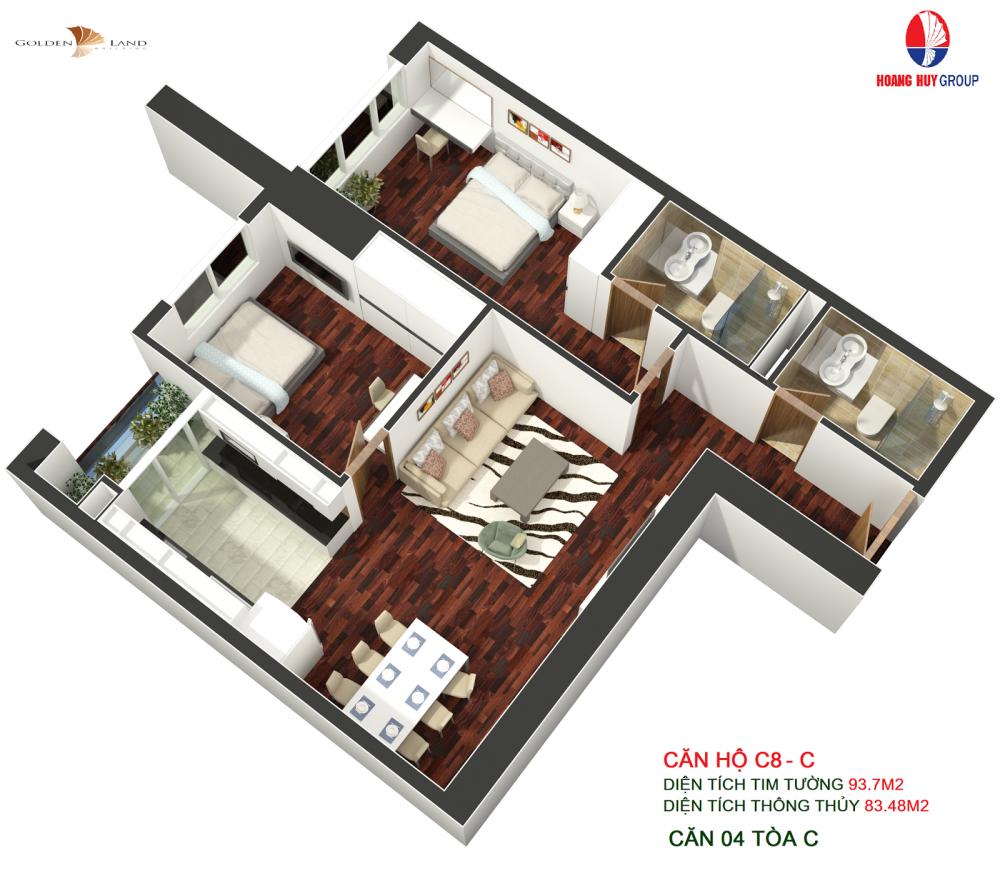 GOLDEN LAND
BUILDING
HOANG HUY GROUP
CĂN HỘ C8 - C
DIỆN TÍCH TIM TƯỜNG 93.7M2
DIỆN TÍCH THÔNG THỦY 83.48M2
CĂN 04 TÒA C